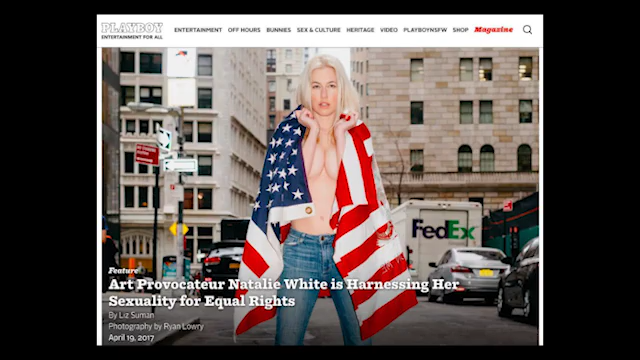 PLAYBOY
ENTERTAINMENT FOR ALL
ENTERTAINMENT OFF HOURS BUNNIES SEX & CULTURE HERITAGE VIDEO PLAYBOYNSFW SHOP Magazine
FedEx
Feature
Art Provocateur Natalie White is Harnessing Her
Sexuality for Equal Rights
By Liz Suman
Photography by Ryan Lowry
April 19, 2017